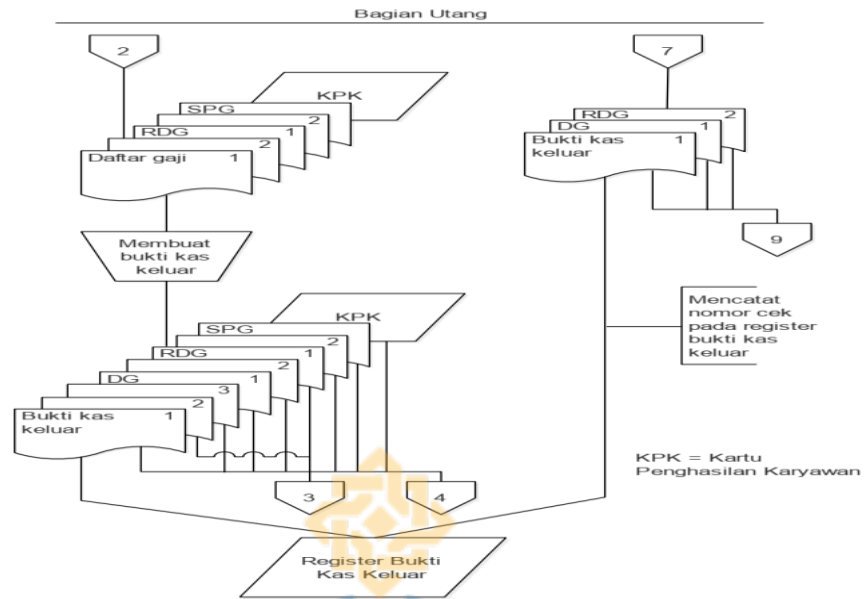 Bagian Utang
2
KPK
SPG
2
RDG 1
2
Daftar gaji 1
Membuat
bukti kas
keluar
KPK
SPG
2
RDG 1
2
DG 1
3
2
Bukti kas 1
keluar
3
4
7
RDG 2
DG 1
Bukti kas 1
keluar
9
Mencatat
nomor cek
pada register
bukti kas
keluar
KPK = Kartu
Penghasilan Karyawan
Register Bukti
Kas Keluar